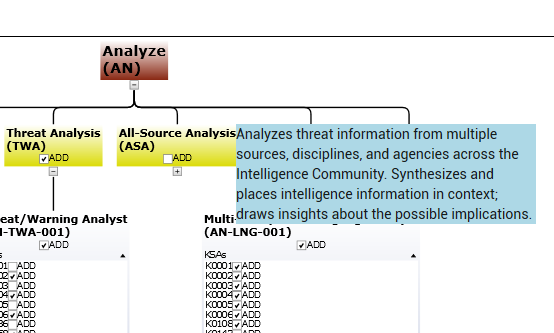 Analyze
(AN)
Threat Analysis
(TWA)
ADD
All-Source Analysis
(ASA)
ADD
Analyzes threat information from multiple
sources, disciplines, and agencies across the
Intelligence Community. Synthesizes and
places intelligence information in context;
draws insights about the possible implications.
eat/Warning Analyst
-TWA-001)
ADD
s
01 ADD
02 ADD
03 ADD
04 ADD
05 ADD
06 ADD
ADD
ADD
Multi-
(AN-LNG-001)
ADD
KSAs
K0001 ADD
K0002 ADD
K0003 ADD
K0004 ADD
K0005 ADD
K0006 ADD
K0108 ADD
ADD